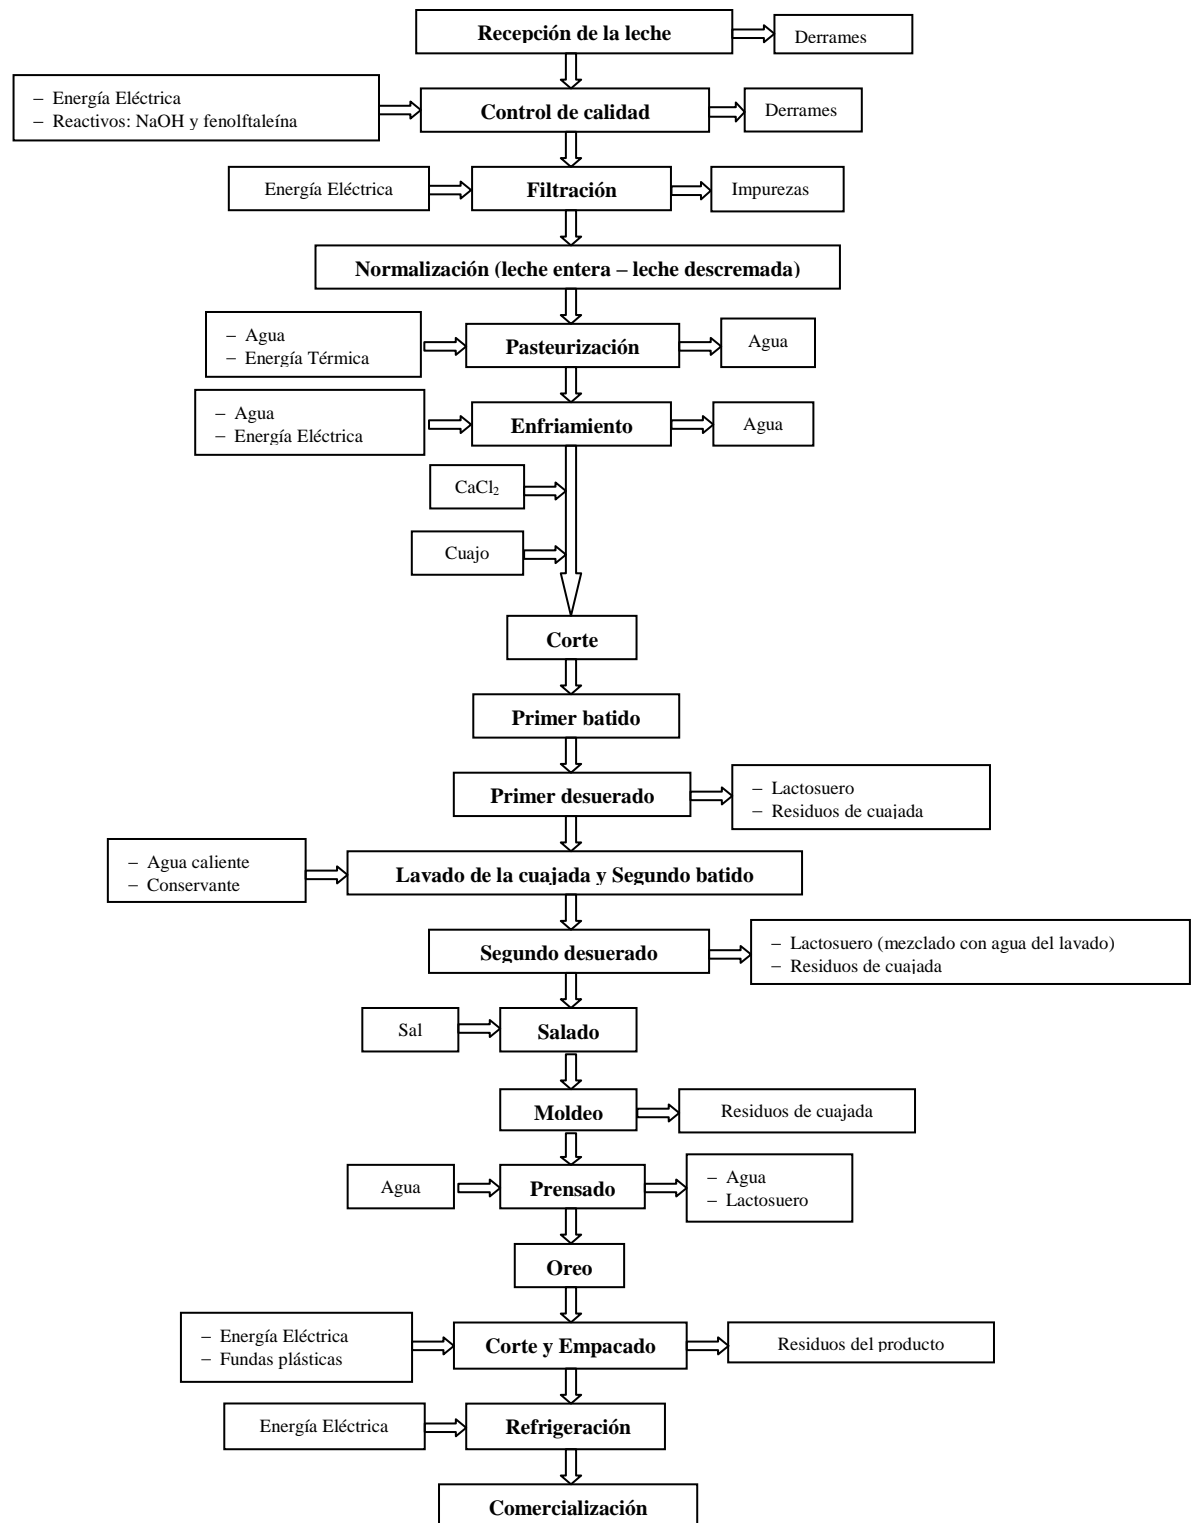 Recepción de la leche
Derrames
– Energía Eléctrica
– Reactivos: NaOH y fenolftaleína
Control de calidad
Derrames
Energía Eléctrica
Filtración
Impurezas
Normalización (leche entera – leche descremada)
– Agua
– Energía Térmica
Pasteurización
Agua
– Agua
– Energía Eléctrica
Enfriamiento
Agua
CaCl₂
Cuajo
Corte
Primer batido
Primer desuerado
– Lactosuero
– Residuos de cuajada
– Agua caliente
– Conservante
Lavado de la cuajada y Segundo batido
Segundo desuerado
– Lactosuero (mezclado con agua del lavado)
– Residuos de cuajada
Sal
Salado
Moldeo
Residuos de cuajada
Agua
Prensado
– Agua
– Lactosuero
Oreo
– Energía Eléctrica
– Fundas plásticas
Corte y Empacado
Residuos del producto
Energía Eléctrica
Refrigeración
Comercialización